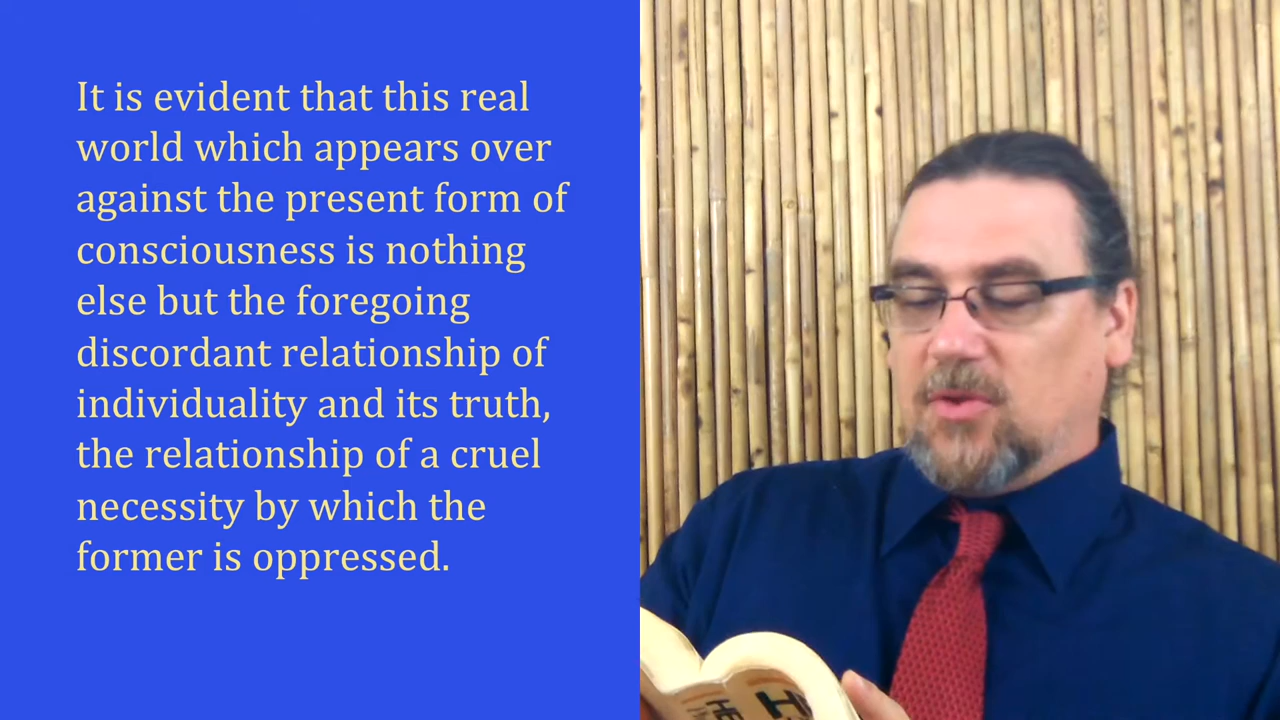 It is evident that this real
world which appears over
against the present form of
consciousness is nothing
else but the foregoing
discordant relationship of
individuality and its truth,
the relationship of a cruel
necessity by which the
former is oppressed.